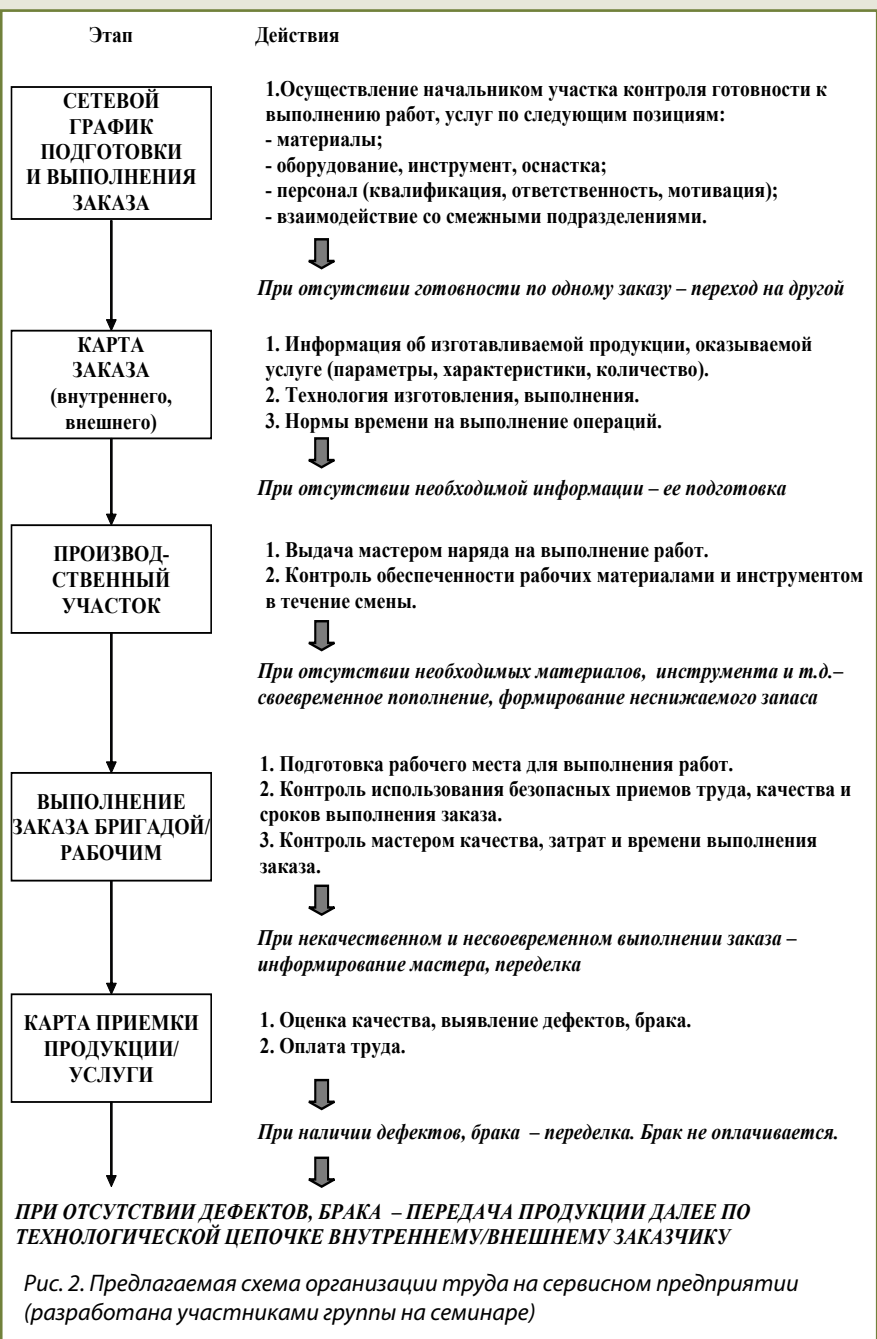 Этап
Действия
СЕТЕВОЙ
ГРАФИК
ПОДГОТОВКИ
И ВЫПОЛНЕНИЯ
ЗАКАЗА
1.Осуществление начальником участка контроля готовности к
выполнению работ, услуг по следующим позициям:
- материалы;
- оборудование, инструмент, оснастка;
- персонал (квалификация, ответственность, мотивация);
- взаимодействие со смежными подразделениями.
При отсутствии готовности по одному заказу – переход на другой
КАРТА
ЗАКАЗА
(внутреннего,
внешнего)
1. Информация об изготавливаемой продукции, оказываемой
услуге (параметры, характеристики, количество).
2. Технология изготовления, выполнения.
3. Нормы времени на выполнение операций.
При отсутствии необходимой информации – ее подготовка
ПРОИЗВОД-
СТВЕННЫЙ
УЧАСТОК
1. Выдача мастером наряда на выполнение работ.
2. Контроль обеспеченности рабочих материалами и инструментом
в течение смены.
При отсутствии необходимых материалов, инструмента и т.д.–
своевременное пополнение, формирование неснижаемого запаса
ВЫПОЛНЕНИЕ
ЗАКАЗА БРИГАДОЙ/
РАБОЧИМ
1. Подготовка рабочего места для выполнения работ.
2. Контроль использования безопасных приемов труда, качества и
сроков выполнения заказа.
3. Контроль мастером качества, затрат и времени выполнения
заказа.
При некачественном и несвоевременном выполнении заказа –
информирование мастера, переделка
КАРТА ПРИЕМКИ
ПРОДУКЦИИ/
УСЛУГИ
1. Оценка качества, выявление дефектов, брака.
2. Оплата труда.
При наличии дефектов, брака – переделка. Брак не оплачивается.
ПРИ ОТСУТСТВИИ ДЕФЕКТОВ, БРАКА – ПЕРЕДАЧА ПРОДУКЦИИ ДАЛЕЕ ПО
ТЕХНОЛОГИЧЕСКОЙ ЦЕПОЧКЕ ВНУТРЕННЕМУ/ВНЕШНЕМУ ЗАКАЗЧИКУ
Рис. 2. Предлагаемая схема организации труда на сервисном предприятии
(разработана участниками группы на семинаре)